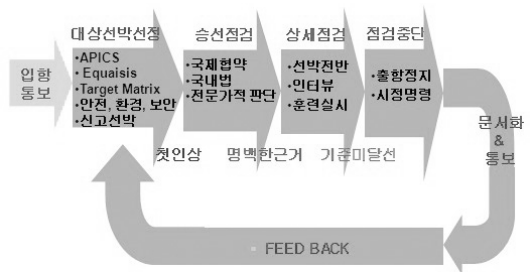 대상선박선정
승선점검
상세점검
점검중단
입항
통보
•APICS
• Equaisis
•Target Matrix
•안전, 환경, 보안
•신고선박
•국제협약
•국내법
•전문가적 판단
•선박전반
•인터뷰
•훈련실시
•출항정지
•시정명령
첫인상
명백한근거
기준미달선
문서화
&
통보
FEED BACK